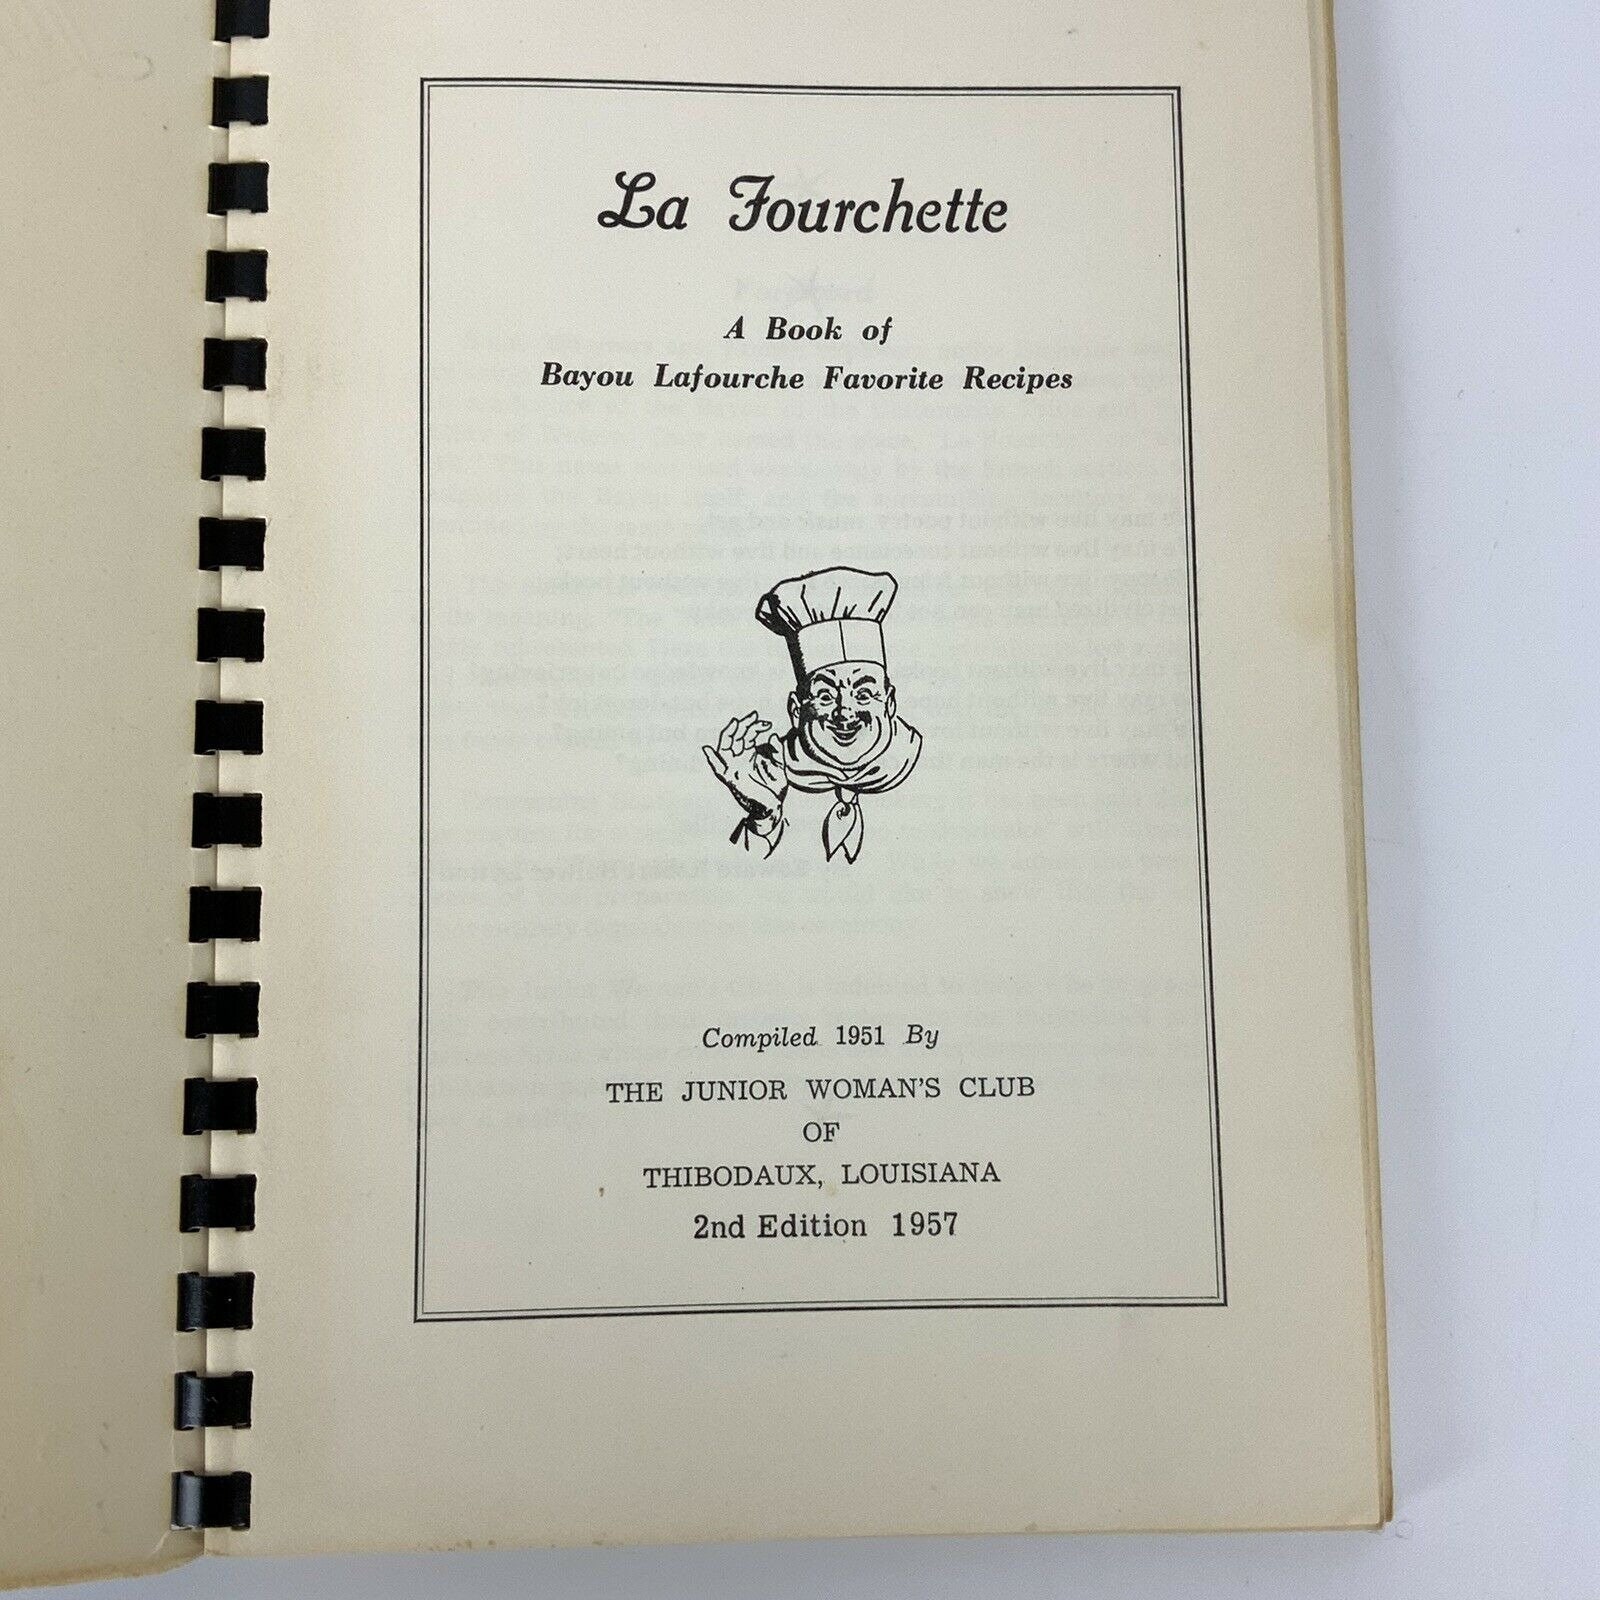 La Fourchette
A Book of
Bayou Lafourche Favorite Recipes
Compiled 1951 By
THE JUNIOR WOMAN'S CLUB
OF
THIBODAUX, LOUISIANA
2nd Edition 1957